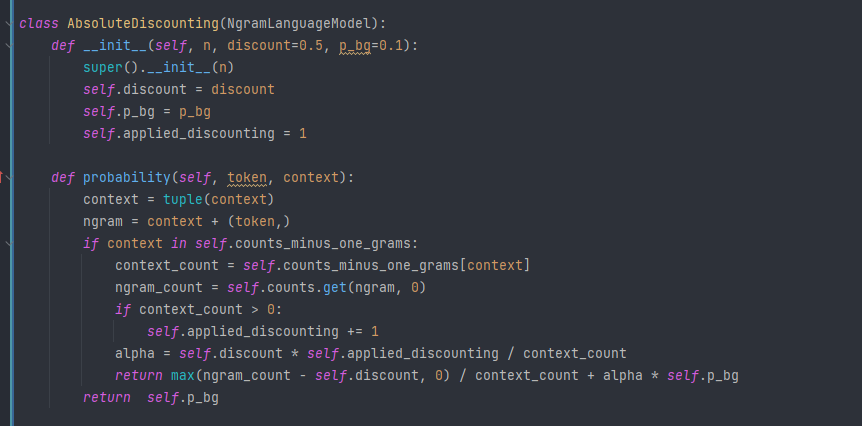 class AbsoluteDiscounting(NgramLanguageModel):
    def __init__(self, n, discount=0.5, p_bg=0.1):
        super().__init__(n)
        self.discount = discount
        self.p_bg = p_bg
        self.applied_discounting = 1

    def probability(self, token, context):
        context = tuple(context)
        ngram = context + (token,)
        if context in self.counts_minus_one_grams:
            context_count = self.counts_minus_one_grams[context]
            ngram_count = self.counts.get(ngram, 0)
            if context_count > 0:
                self.applied_discounting += 1
            alpha = self.discount * self.applied_discounting / context_count
            return max(ngram_count - self.discount, 0) / context_count + alpha * self.p_bg
        return  self.p_bg